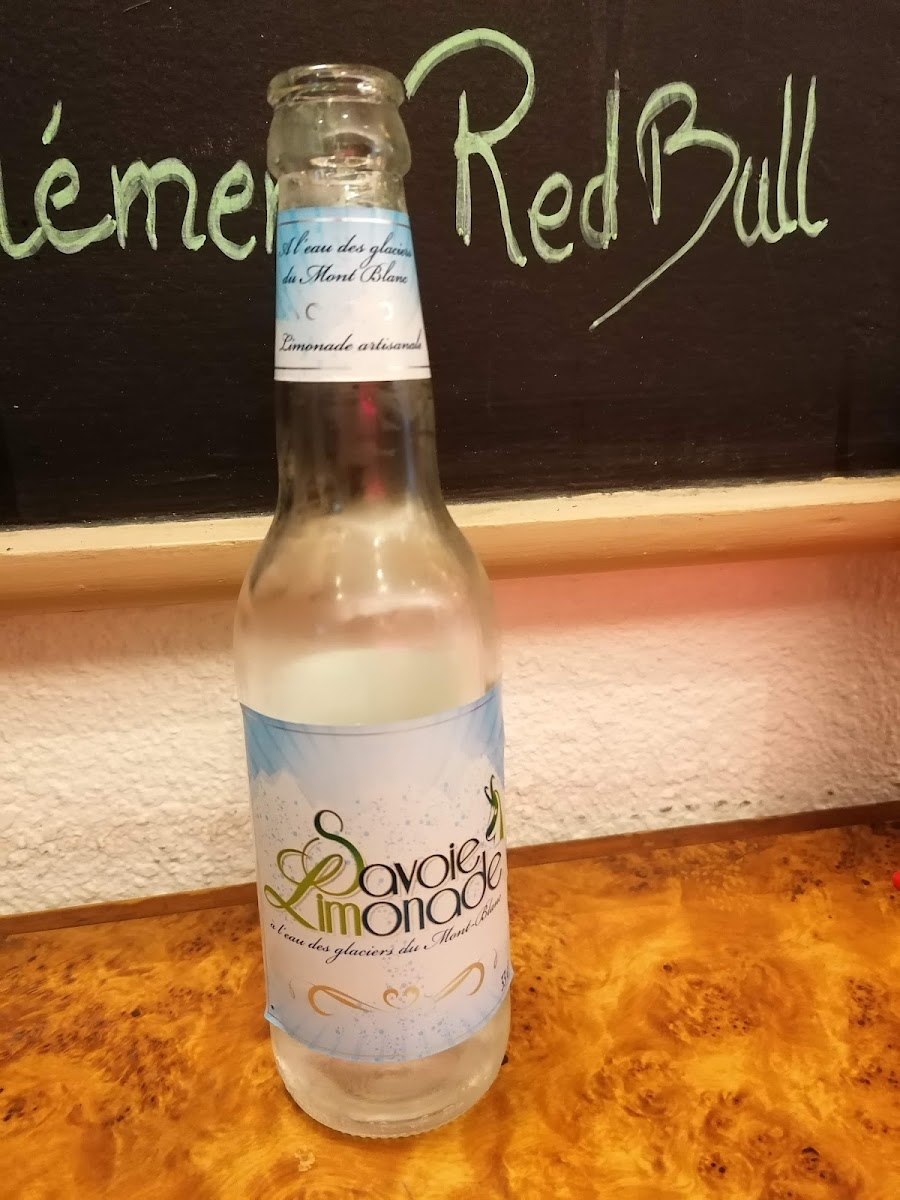 lémen
Red Bull
A l'eau des glaciers
du Mont Blanc
Limonade artisanale
Savoie
Limonade
à l'eau des glaciers du Mont-Blanc